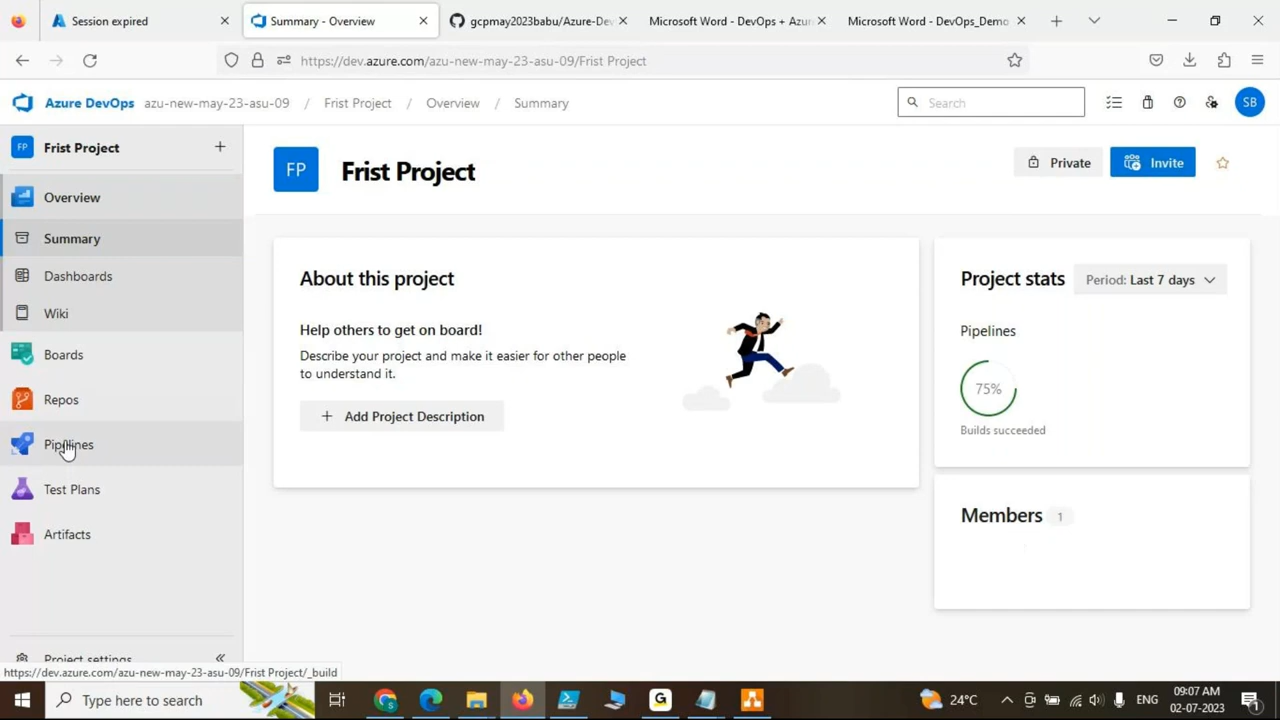 Session expired
Summary - Overview
gcpmay2023babu/Azure-Dev
Microsoft Word - DevOps + Azur
Microsoft Word - DevOps_Demo
https://dev.azure.com/azu-new-may-23-asu-09/Frist Project
Azure DevOps azu-new-may-23-asu-09 / Frist Project / Overview / Summary
Search
SB
FP Frist Project +
Overview
Summary
Dashboards
Wiki
Boards
Repos
Pipelines
Test Plans
Artifacts
Project settings
FP Frist Project
Private
Invite
About this project
Help others to get on board!
Describe your project and make it easier for other people
to understand it.
+ Add Project Description
Project stats
Period: Last 7 days
Pipelines
75%
Builds succeeded
Members 1
https://dev.azure.com/azu-new-may-23-asu-09/Frist Project/_build
Type here to search
24°C
ENG
09:07 AM
02-07-2023
1